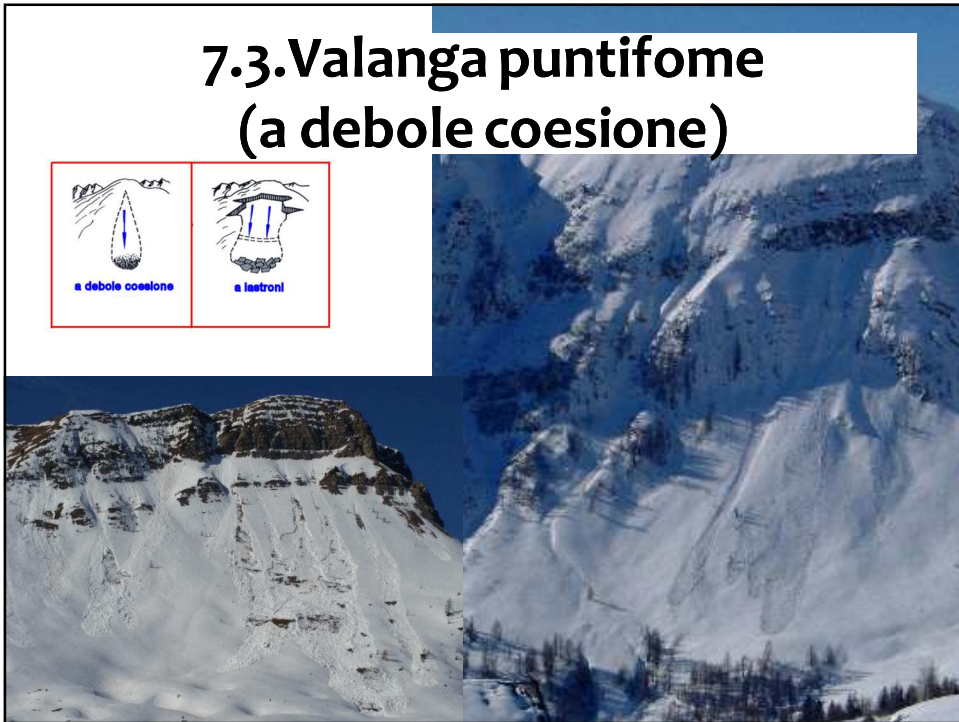 7.3.Valanga puntifome
(a debole coesione)
a debole coesione
a lastroni